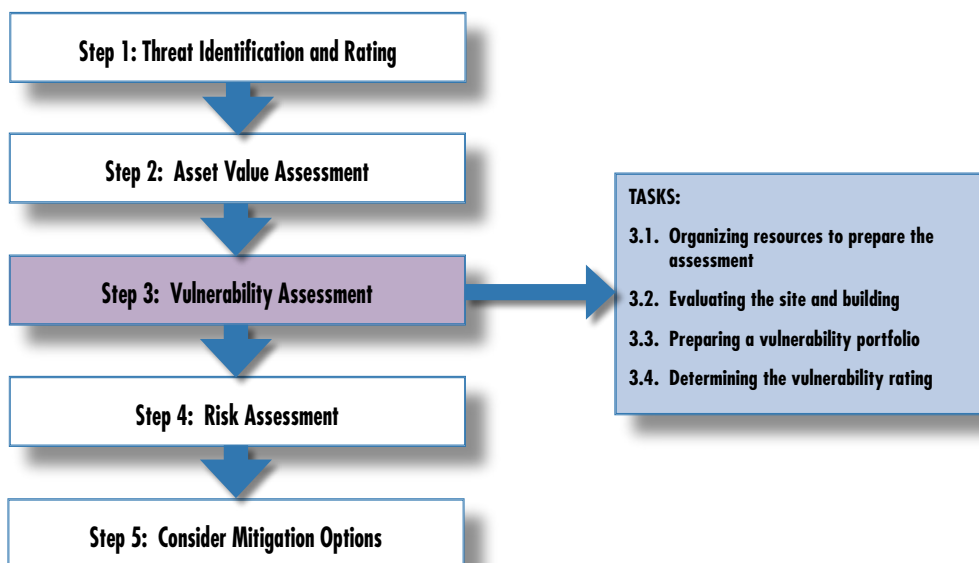 Step 1: Threat Identification and Rating
Step 2: Asset Value Assessment
Step 3: Vulnerability Assessment
TASKS:
3.1. Organizing resources to prepare the
assessment
3.2. Evaluating the site and building
3.3. Preparing a vulnerability portfolio
3.4. Determining the vulnerability rating
Step 4: Risk Assessment
Step 5: Consider Mitigation Options